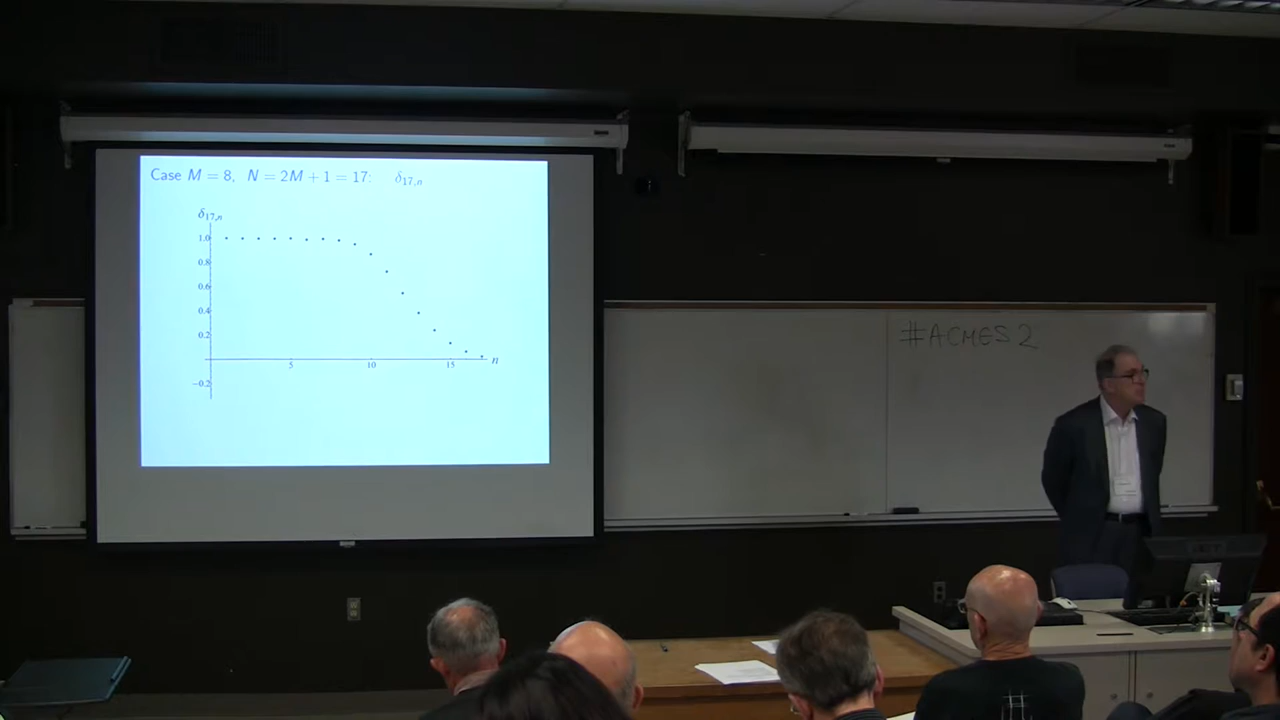 Case M = 8, N = 2M + 1 = 17: δ17,n
δ17,n
1.0
0.8
0.6
0.4
0.2
5 10 15 n
−0.2
#ACMES 2